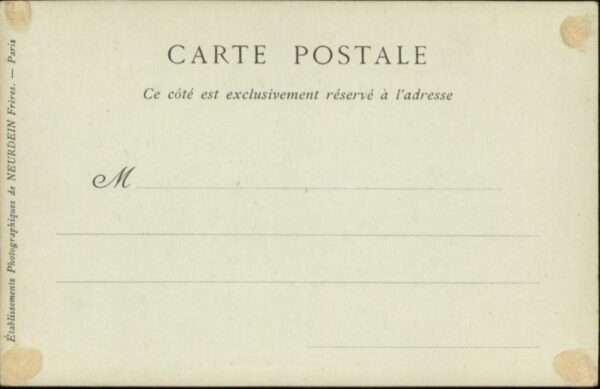 CARTE POSTALE
Ce côté est exclusivement réservé à l'adresse
M
Établissements Photographiques de NEURDEIN Frères. — Paris